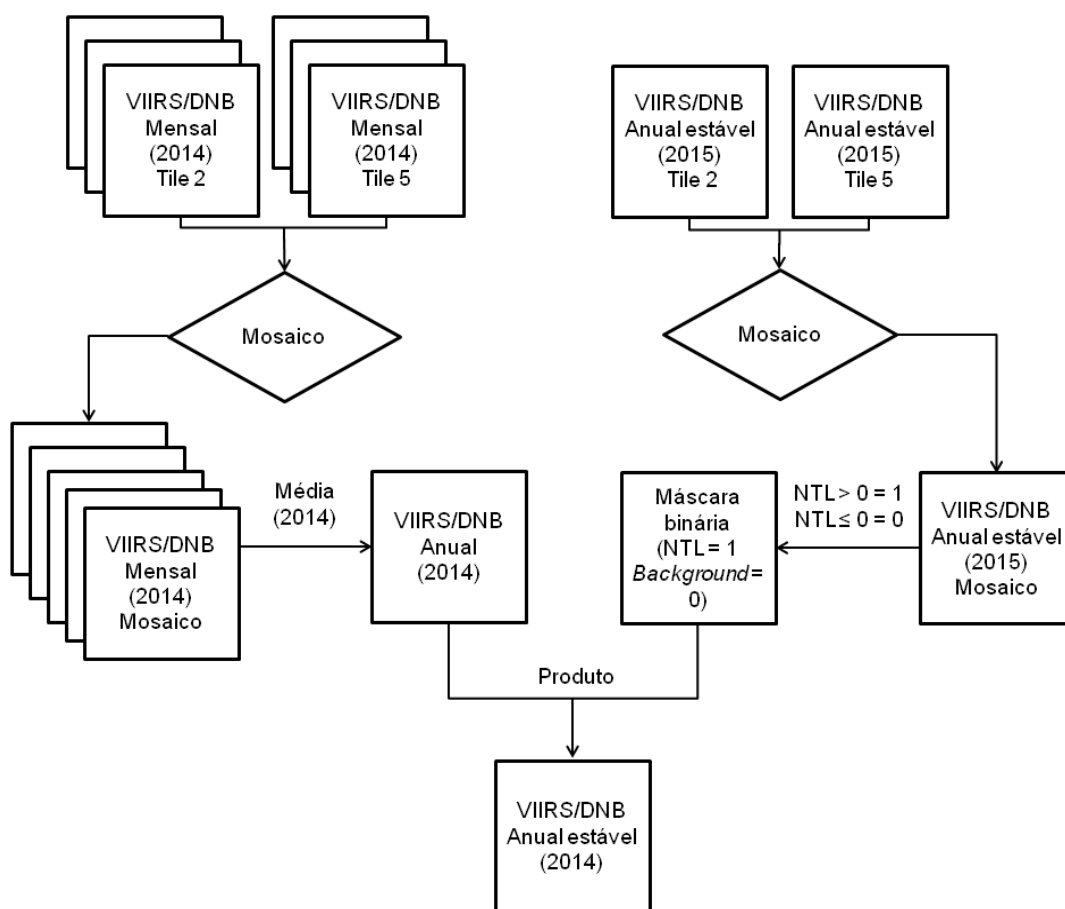 VIIRS/DNB
Mensal
(2014)
Tile 2
VIIRS/DNB
Mensal
(2014)
Tile 5
VIIRS/DNB
Anual estável
(2015)
Tile 2
VIIRS/DNB
Anual estável
(2015)
Tile 5
Mosaico
Mosaico
VIIRS/DNB
Mensal
(2014)
Mosaico
Média
(2014)
VIIRS/DNB
Anual
(2014)
Máscara
binária
(NTL = 1
Background =
0)
NTL > 0 = 1
NTL ≤ 0 = 0
VIIRS/DNB
Anual estável
(2015)
Mosaico
Produto
VIIRS/DNB
Anual estável
(2014)